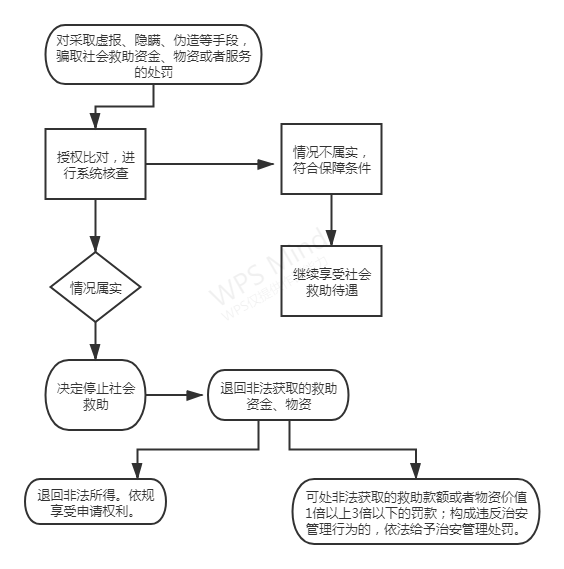 对采取虚报、隐瞒、伪造等手段，
骗取社会救助资金、物资或者服务
的处罚
授权比对，进
行系统核查
情况不属实，
符合保障条件
情况属实
继续享受社会
救助待遇
决定停止社会
救助
退回非法获取的救助
资金、物资
退回非法所得。依规
享受申请权利。
可处非法获取的救助款额或者物资价值
1倍以上3倍以下的罚款；构成违反治安
管理行为的，依法给予治安管理处罚。
WPS Mind